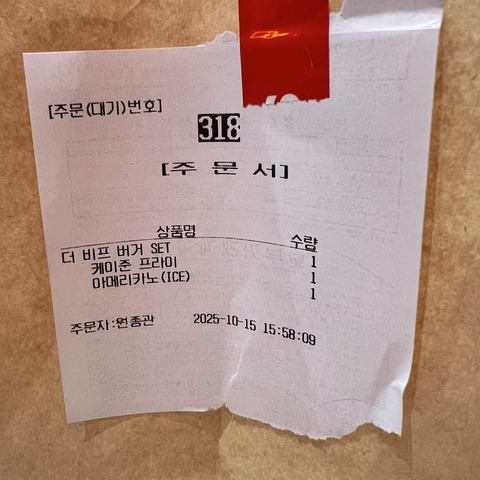 [주문(대기)번호]
318
[주 문 서]
상품명 수량
더 비프 버거 SET 1
케이준 프라이 1
아메리카노(ICE) 1
주문자:원종관 2025-10-15 15:58:09